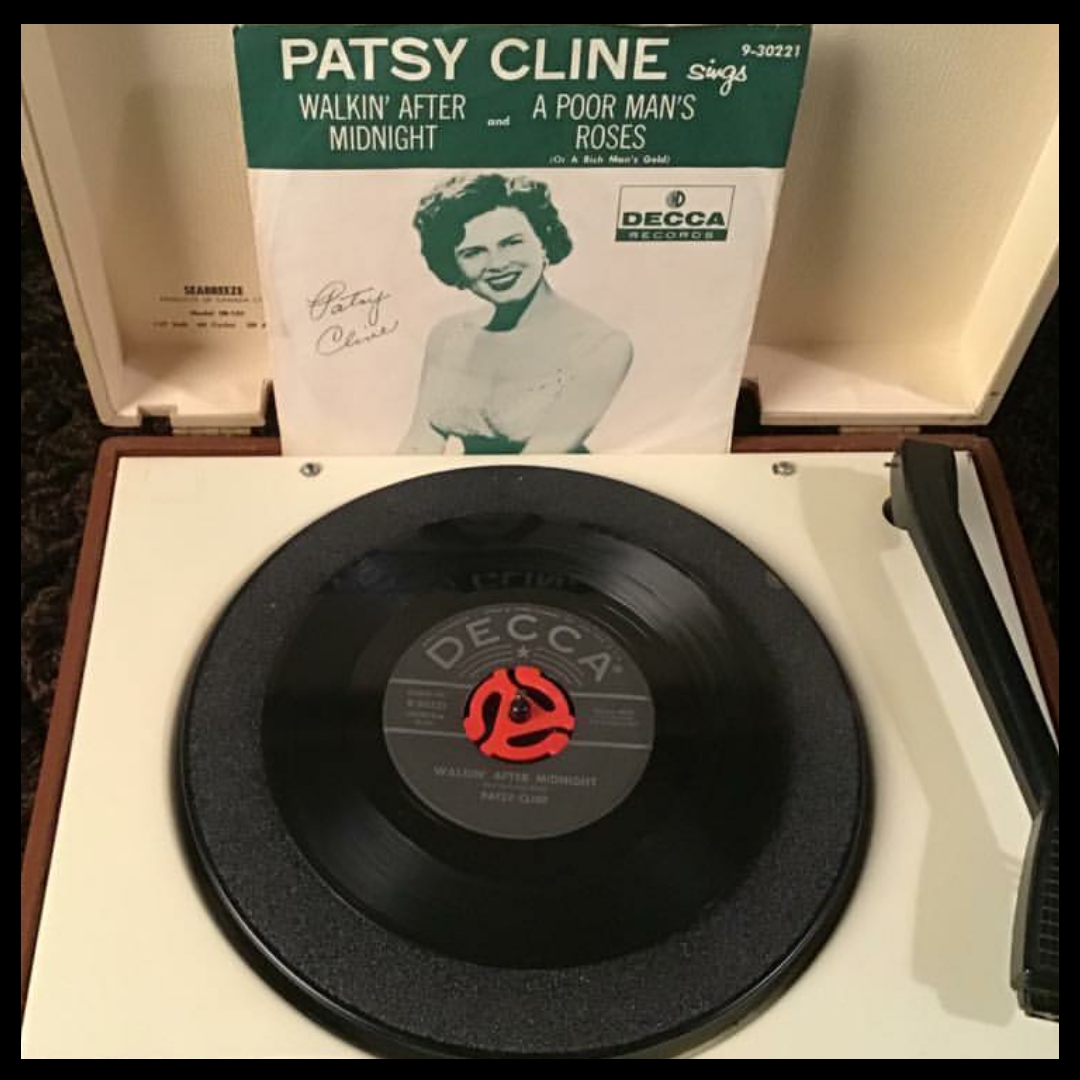 PATSY CLINE sings
9-30221
WALKIN' AFTER
MIDNIGHT
and
A POOR MAN'S
ROSES
(Or A Rich Man's Gold)
DECCA
RECORDS
Patsy
Cline
SEABREEZE
DECCA
WALKIN' AFTER MIDNIGHT
PATSY CLINE